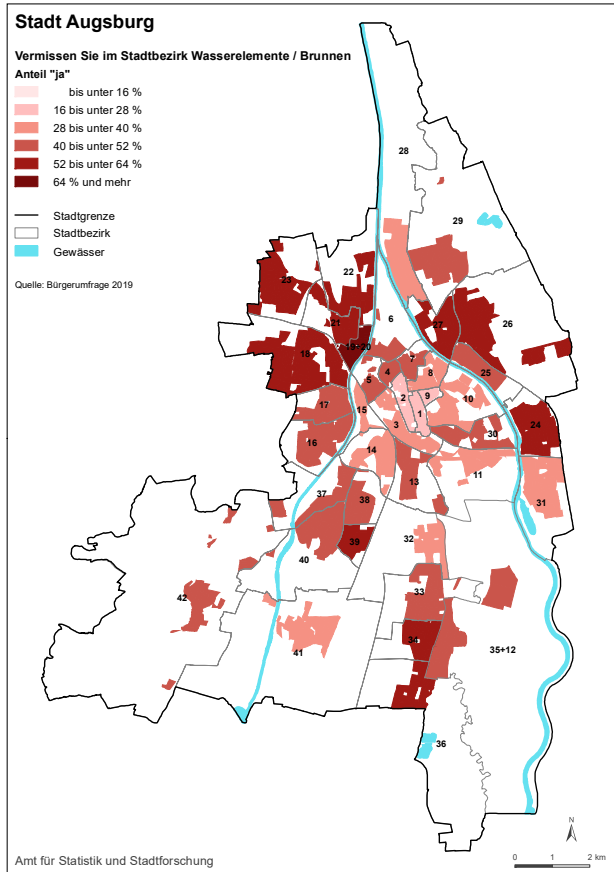 Stadt Augsburg
Vermissen Sie im Stadtbezirk Wasserelemente / Brunnen
Anteil "ja"
bis unter 16 %
16 bis unter 28 %
28 bis unter 40 %
40 bis unter 52 %
52 bis unter 64 %
64 % und mehr
Stadtgrenze
Stadtbezirk
Gewässer
Quelle: Bürgerumfrage 2019
28
29
23
22
6
21
27
26
19+20
18
7
4
8
25
5
2
9
10
17
15
1
24
3
30
16
14
11
13
31
37
38
32
39
40
33
42
34
35+12
41
36
N
0 1 2 km
Amt für Statistik und Stadtforschung